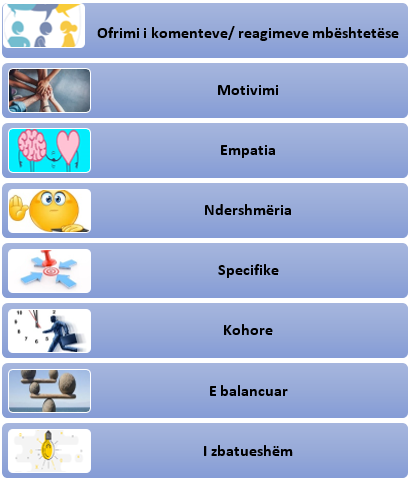 Ofrimi i komenteve/ reagimeve mbështetëse
Motivimi
Empatia
Ndershmëria
Specifike
Kohore
E balancuar
I zbatueshëm